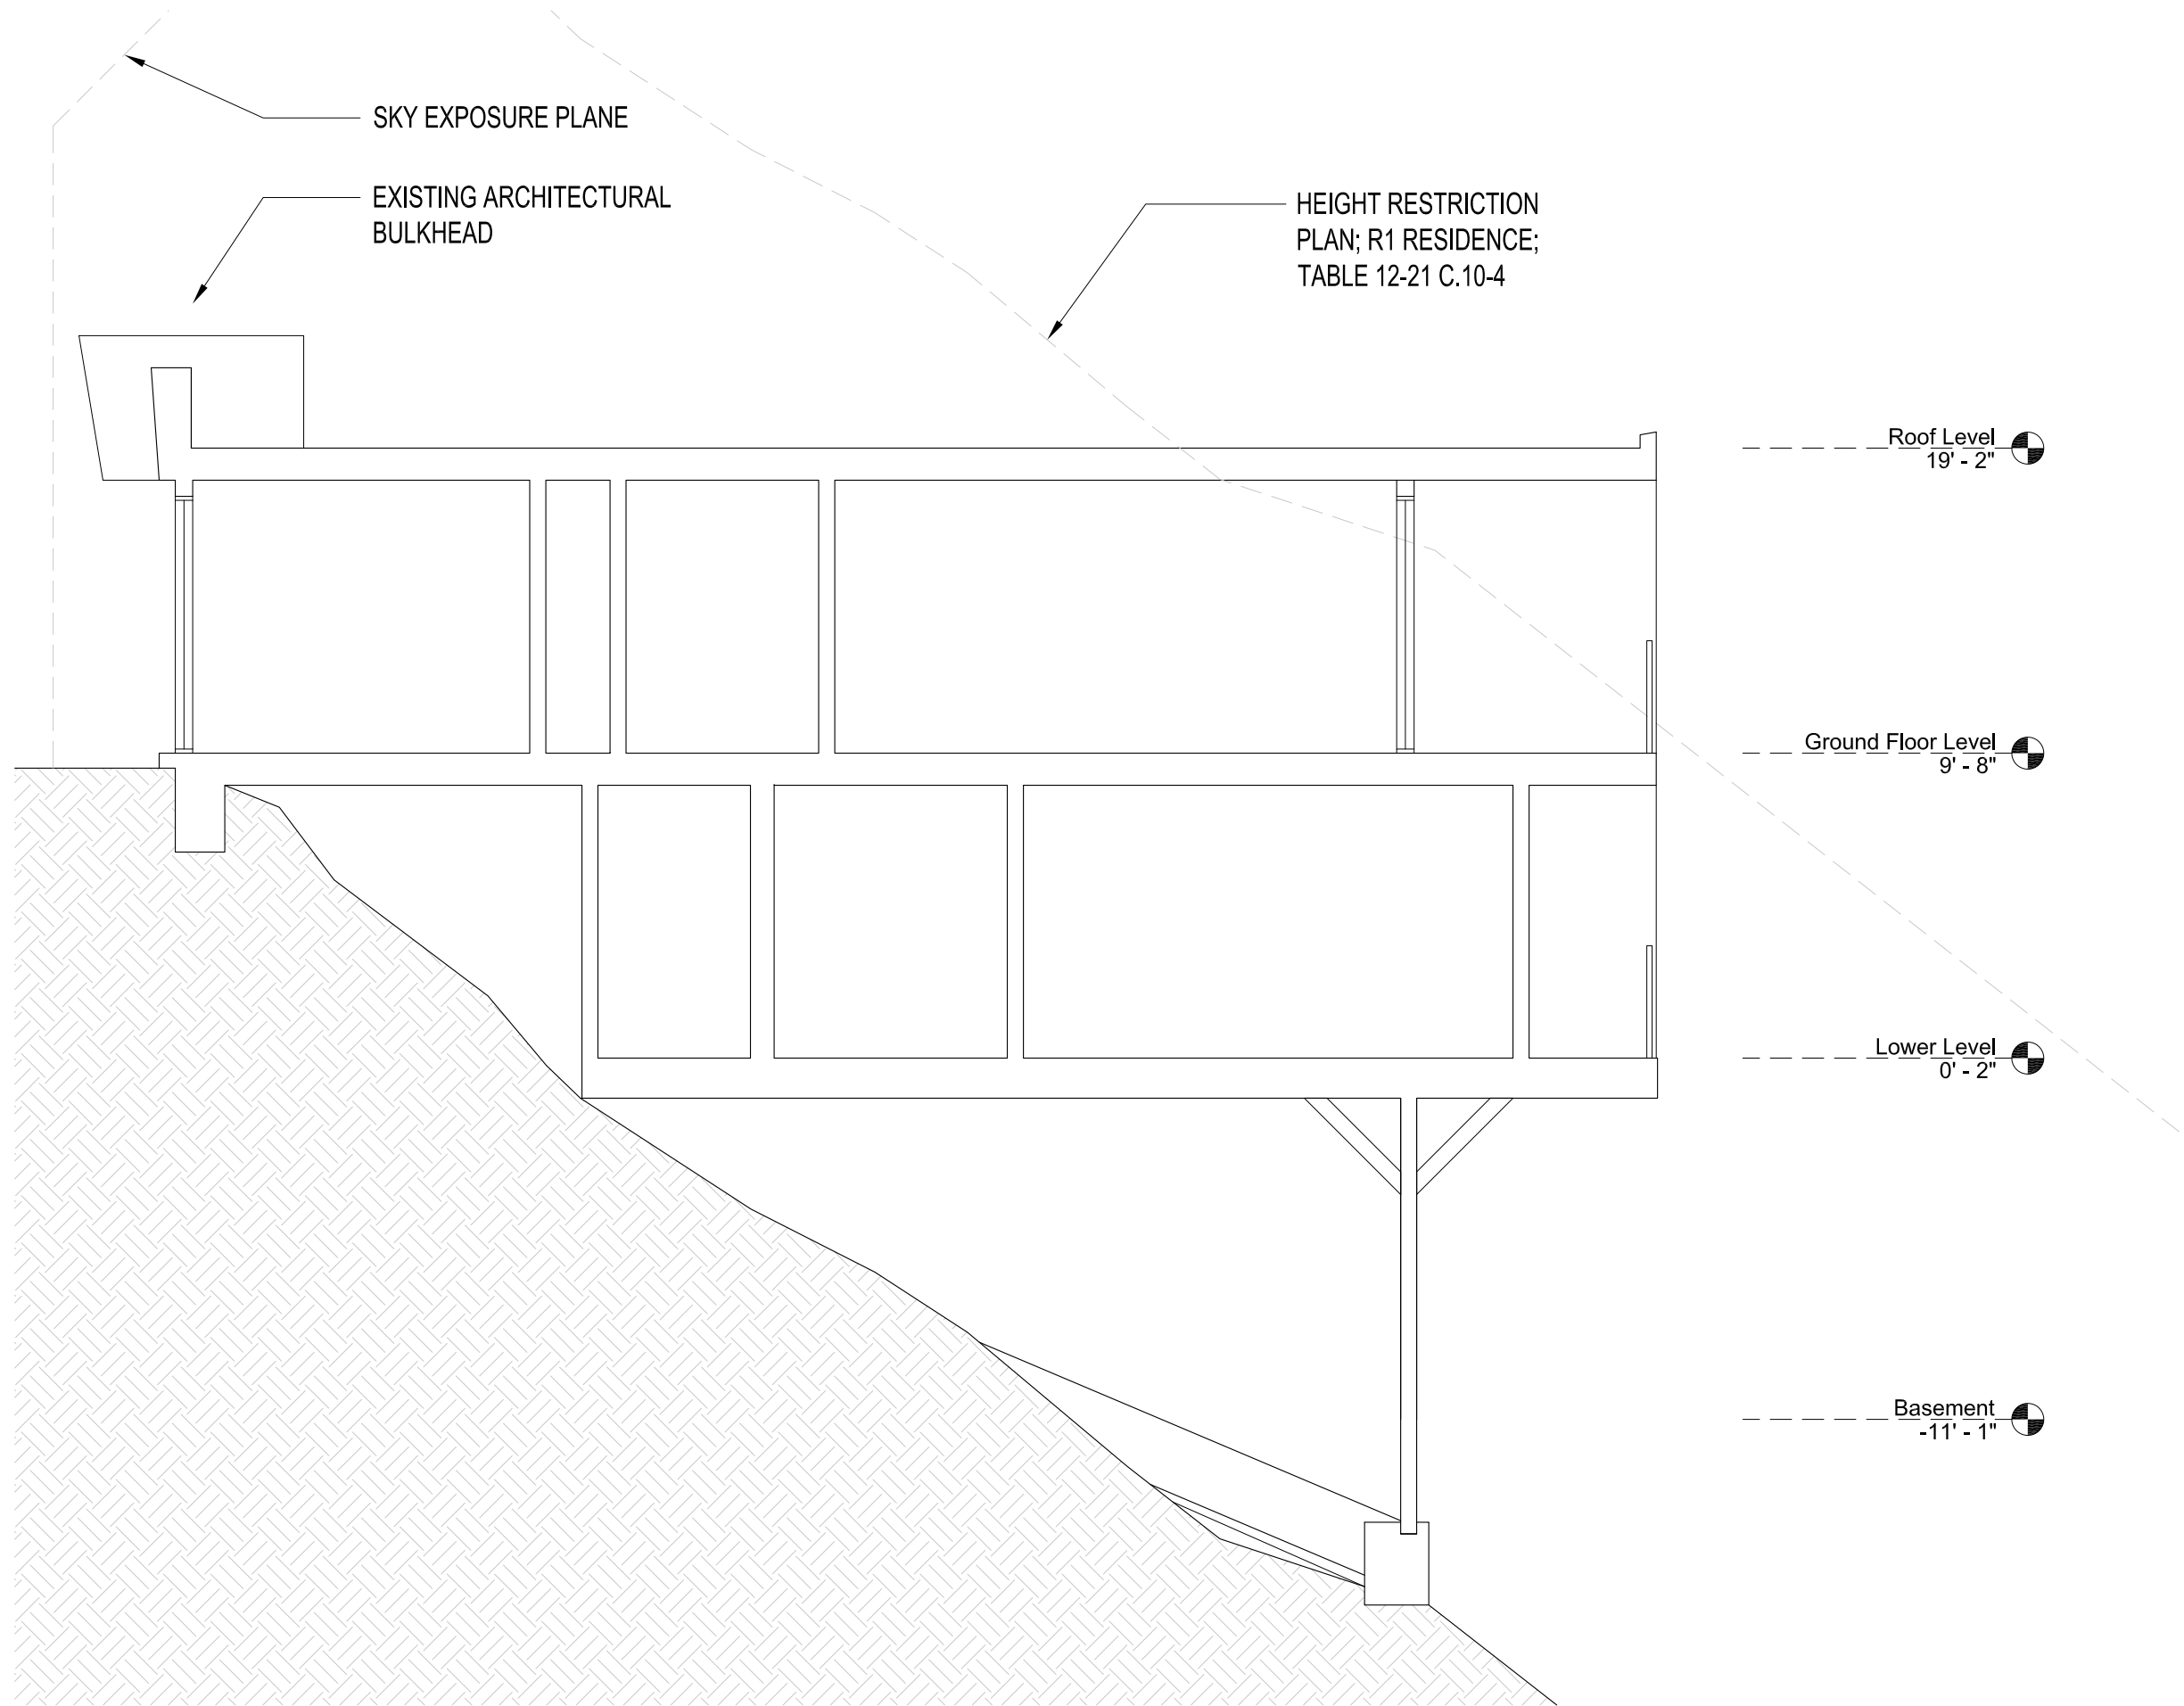 SKY EXPOSURE PLANE
EXISTING ARCHITECTURAL
BULKHEAD
HEIGHT RESTRICTION
PLAN; R1 RESIDENCE;
TABLE 12-21 C.10-4
Roof Level
19' - 2"
Ground Floor Level
9' - 8"
Lower Level
0' - 2"
Basement
-11' - 1"